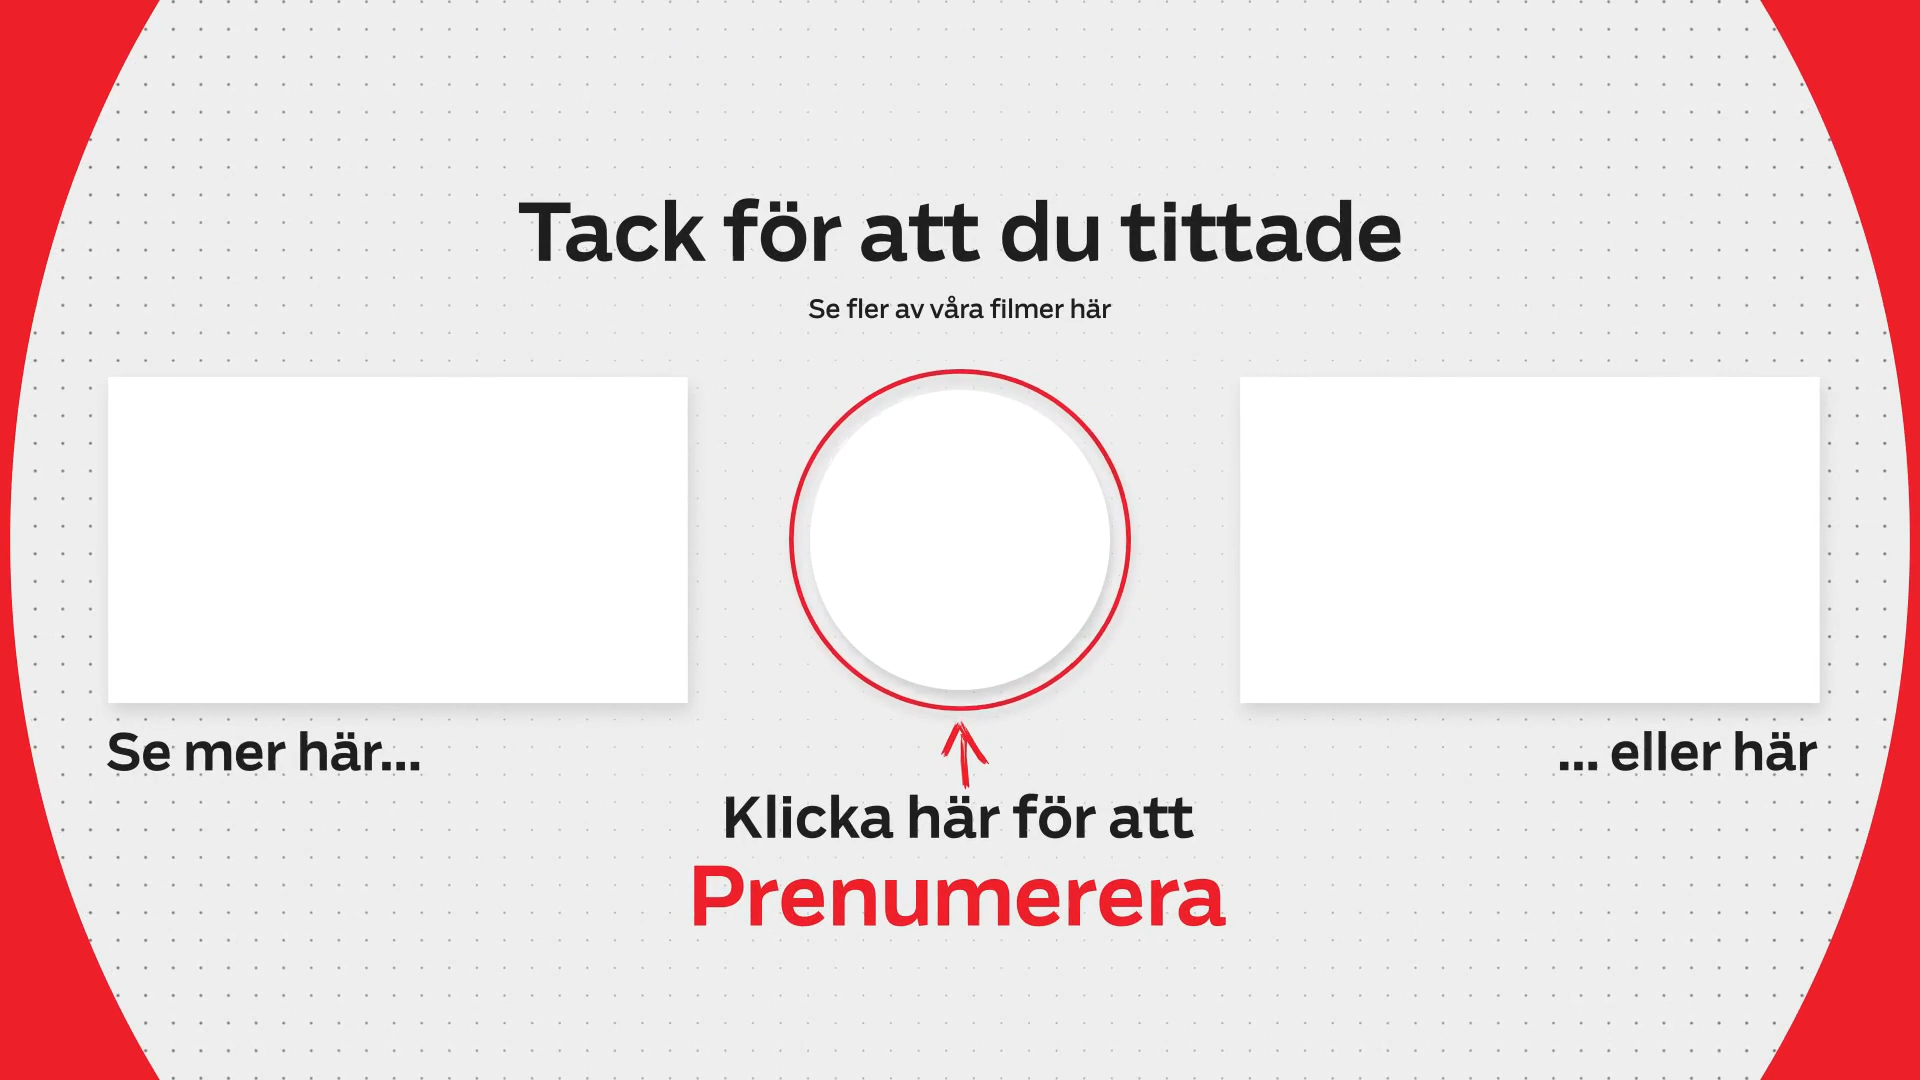 Tack för att du tittade
Se fler av våra filmer här
Se mer här...
... eller här
Klicka här för att
Prenumerera